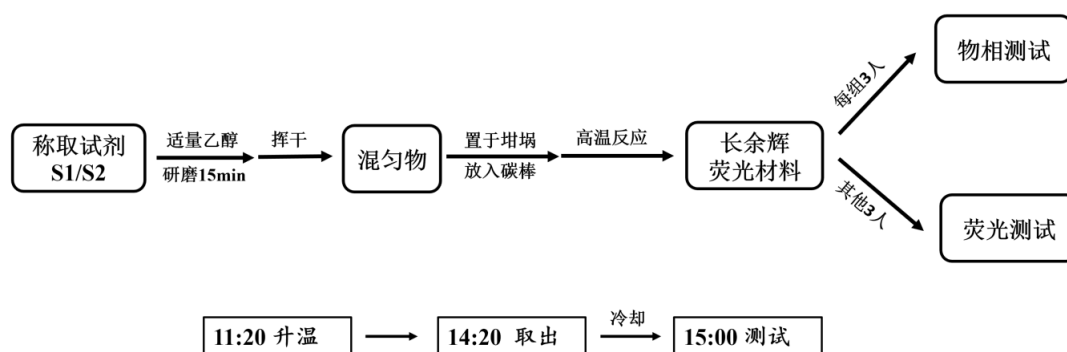 称取试剂
S1/S2
适量乙醇
研磨15min
挥干
混匀物
置于坩埚
放入碳棒
高温反应
长余辉
荧光材料
每组3人
物相测试
其他3人
荧光测试
11:20 升温
14:20 取出
冷却
15:00 测试